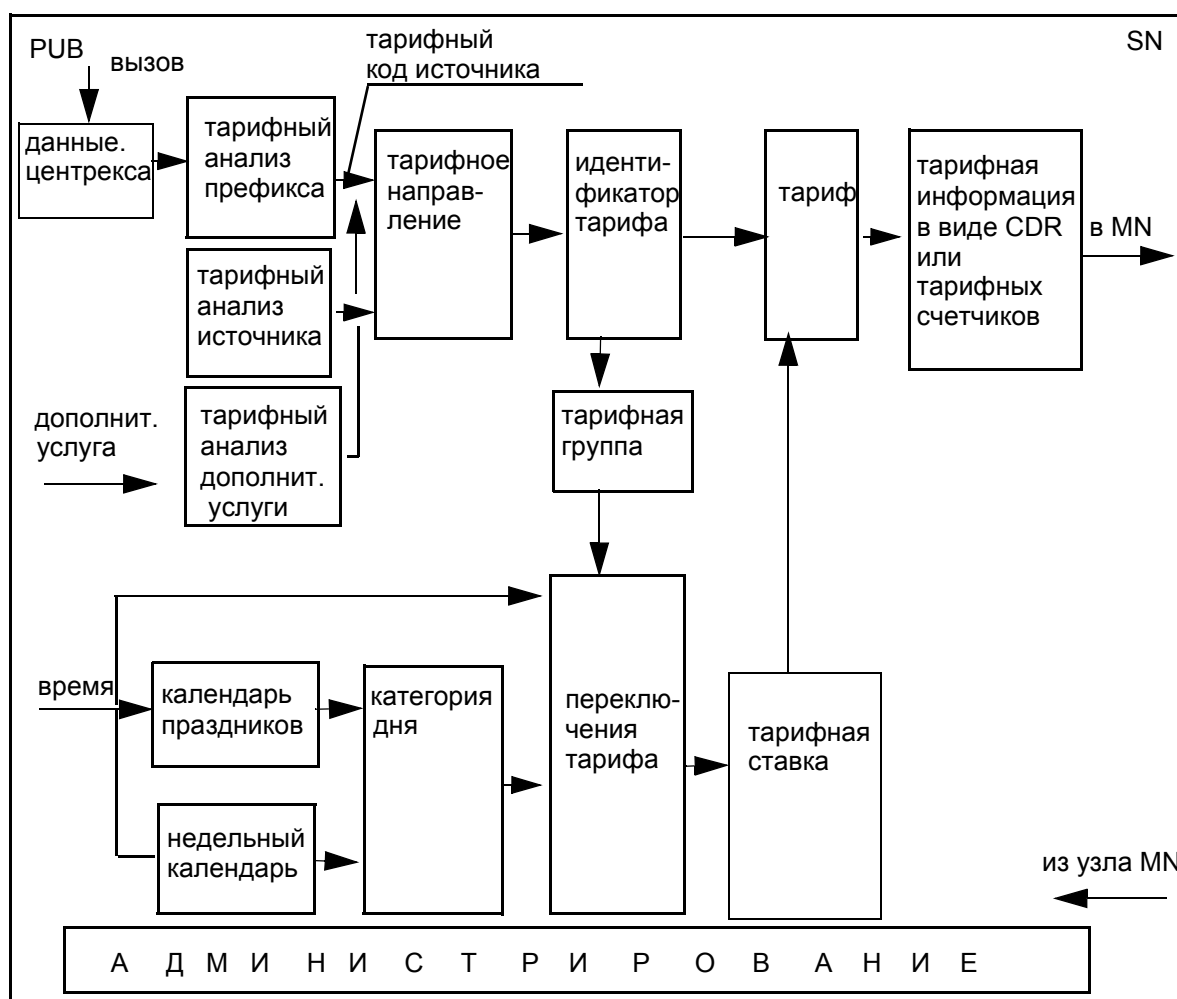 PUB
вызов
тарифный
код источника
SN
данные.
центрекса
тарифный
анализ
префикса
тарифное
направ-
ление
иденти-
фикатор
тарифа
тариф
тарифная
информация
в виде CDR
или
тарифных
счетчиков
в MN
тарифный
анализ
источника
дополнит.
услуга
тарифный
анализ
дополнит.
услуги
тарифная
группа
время
календарь
праздников
категория
дня
переклю-
чения
тарифа
тарифная
ставка
недельный
календарь
из узла MN
А Д М И Н И С Т Р И Р О В А Н И Е